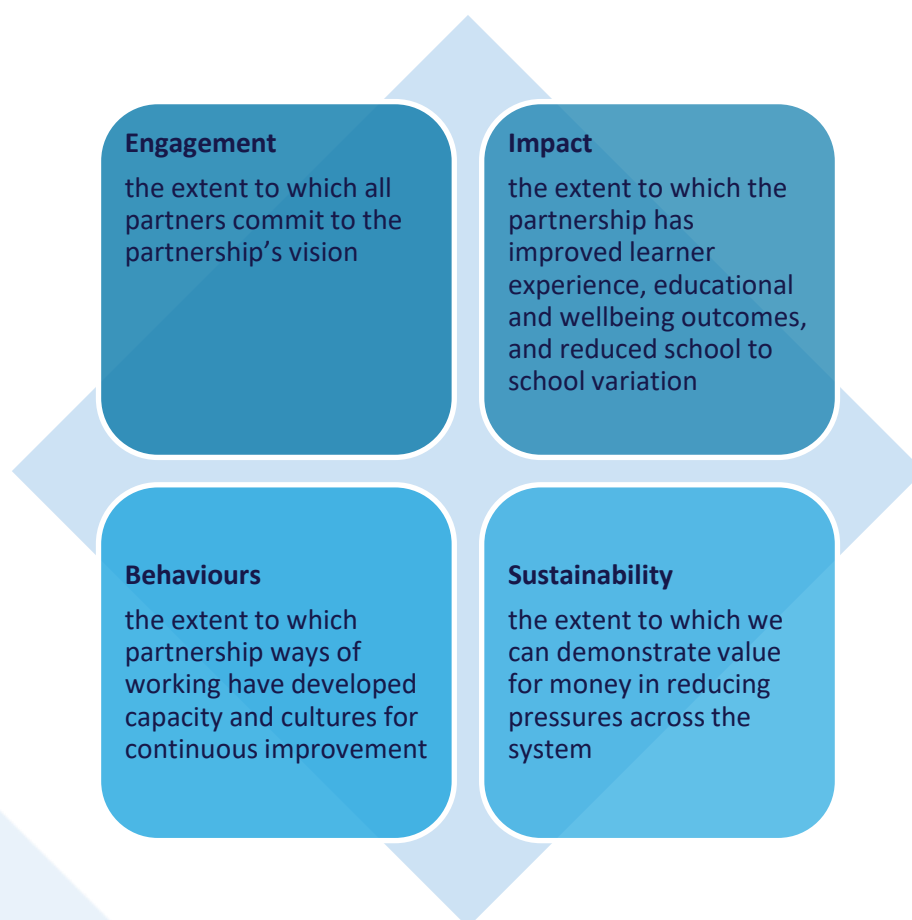 Engagement
the extent to which all
partners commit to the
partnership’s vision
Impact
the extent to which the
partnership has
improved learner
experience, educational
and wellbeing outcomes,
and reduced school to
school variation
Behaviours
the extent to which
partnership ways of
working have developed
capacity and cultures for
continuous improvement
Sustainability
the extent to which we
can demonstrate value
for money in reducing
pressures across the
system